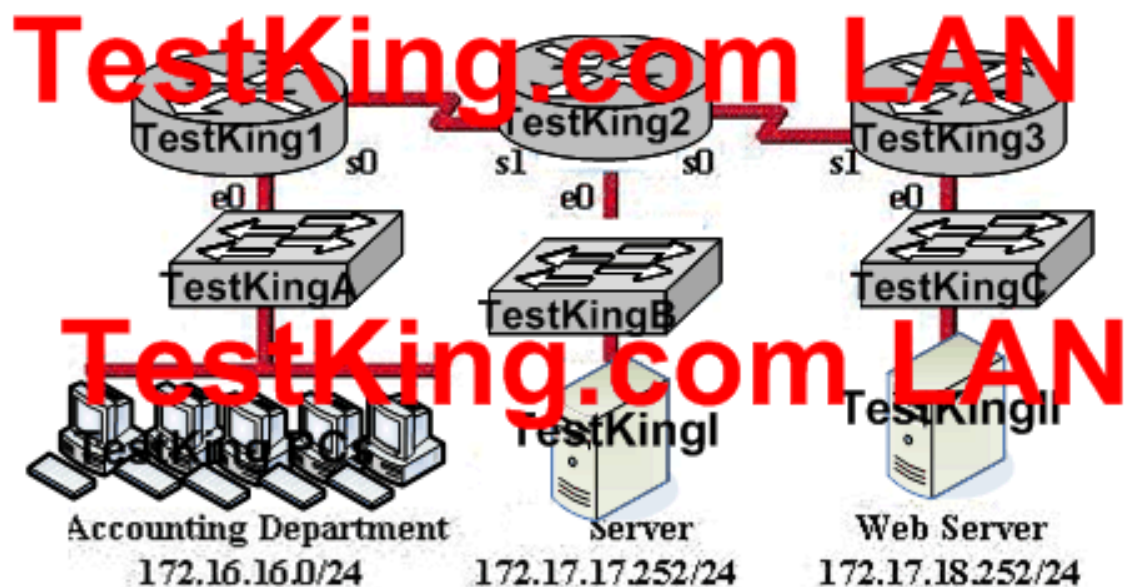 TestKing.com LAN
TestKing1
TestKing2
TestKing3
s0
s1
s0
s1
e0
e0
e0
TestKingA
TestKingB
TestKingC
TestKing.com LAN
TestKing PCs
TestKingI
TestKingII
Accounting Department
Server
Web Server
172.16.16.0/24
172.17.17.252/24
172.17.18.252/24